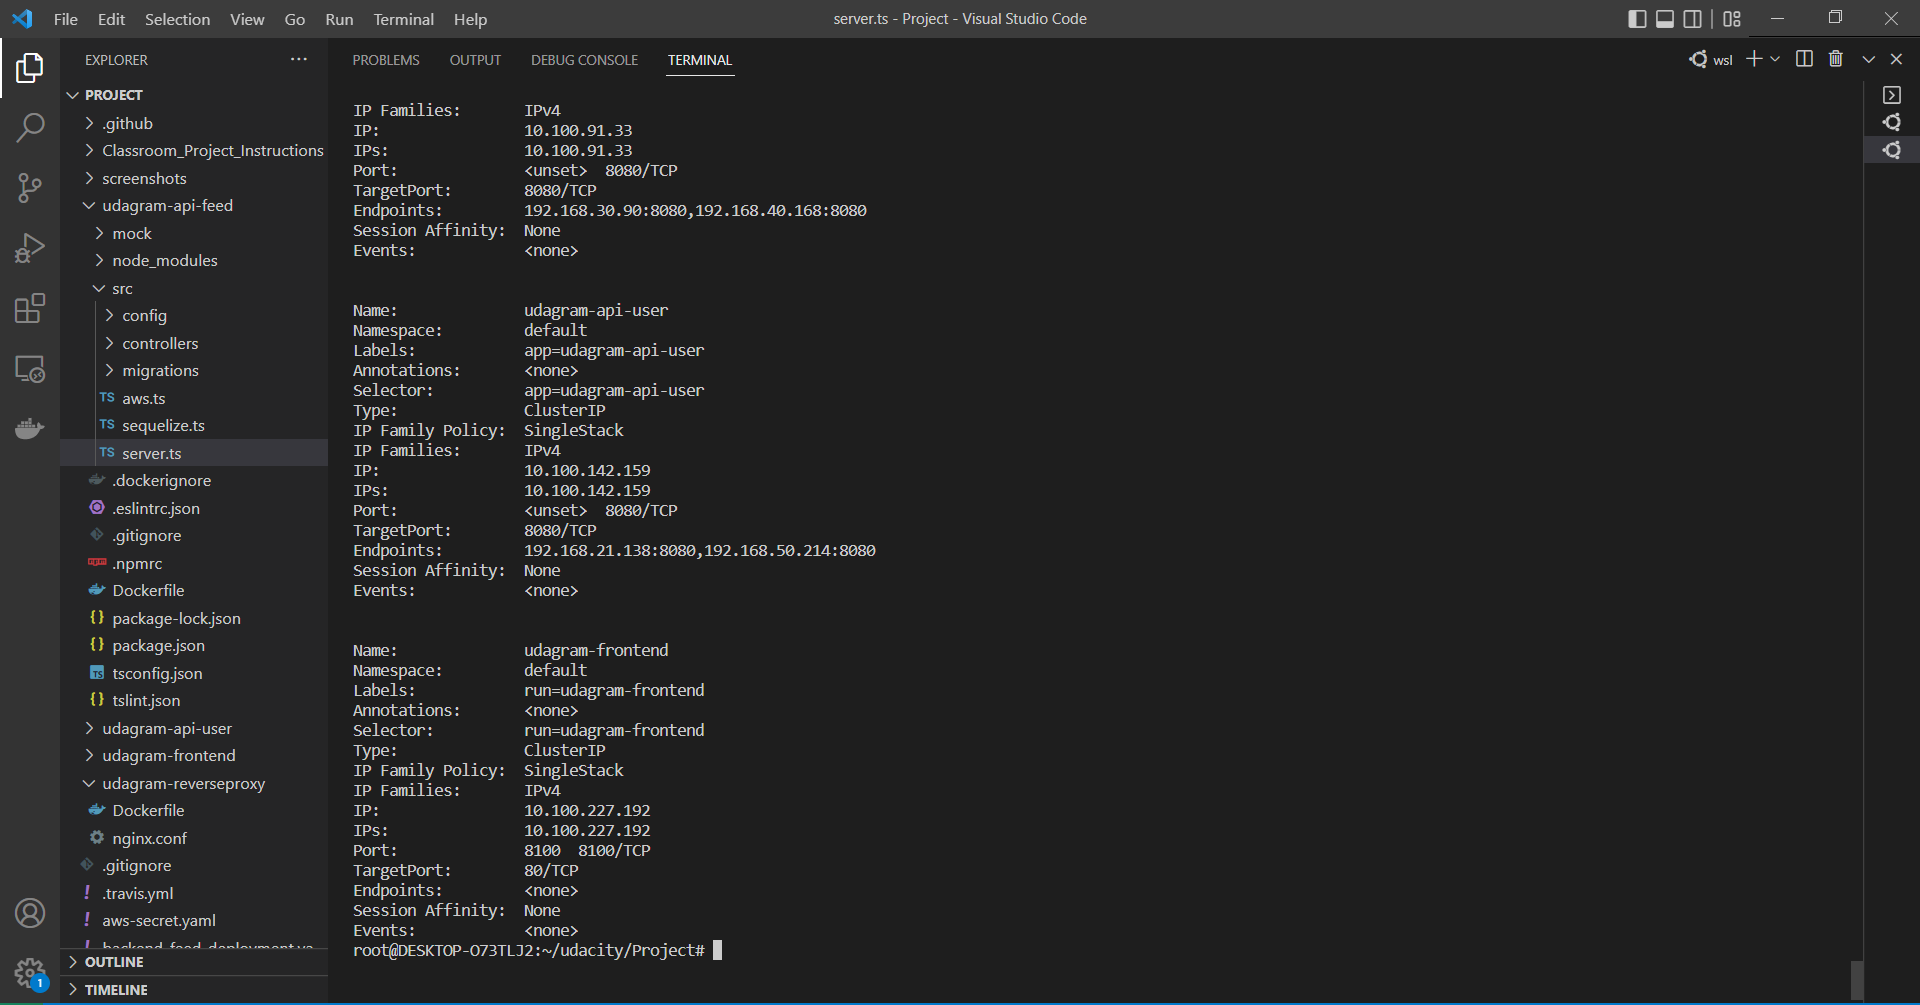 File Edit Selection View Go Run Terminal Help
server.ts - Project - Visual Studio Code
EXPLORER
PROJECT
.github
Classroom_Project_Instructions
screenshots
udagram-api-feed
mock
node_modules
src
config
controllers
migrations
TS aws.ts
TS sequelize.ts
TS server.ts
.dockerignore
.eslintrc.json
.gitignore
.npmrc
Dockerfile
{} package-lock.json
{} package.json
TS tsconfig.json
{} tslint.json
udagram-api-user
udagram-frontend
udagram-reverseproxy
Dockerfile
nginx.conf
.gitignore
! .travis.yml
! aws-secret.yaml
! backend_feed_deployment.ya
OUTLINE
TIMELINE
1
PROBLEMS OUTPUT DEBUG CONSOLE TERMINAL
wsl
IP Families: IPv4
IP: 10.100.91.33
IPs: 10.100.91.33
Port: <unset> 8080/TCP
TargetPort: 8080/TCP
Endpoints: 192.168.30.90:8080,192.168.40.168:8080
Session Affinity: None
Events: <none>
Name: udagram-api-user
Namespace: default
Labels: app=udagram-api-user
Annotations: <none>
Selector: app=udagram-api-user
Type: ClusterIP
IP Family Policy: SingleStack
IP Families: IPv4
IP: 10.100.142.159
IPs: 10.100.142.159
Port: <unset> 8080/TCP
TargetPort: 8080/TCP
Endpoints: 192.168.21.138:8080,192.168.50.214:8080
Session Affinity: None
Events: <none>
Name: udagram-frontend
Namespace: default
Labels: run=udagram-frontend
Annotations: <none>
Selector: run=udagram-frontend
Type: ClusterIP
IP Family Policy: SingleStack
IP Families: IPv4
IP: 10.100.227.192
IPs: 10.100.227.192
Port: 8100 8100/TCP
TargetPort: 80/TCP
Endpoints: <none>
Session Affinity: None
Events: <none>
root@DESKTOP-O73TLJ2:~/udacity/Project#